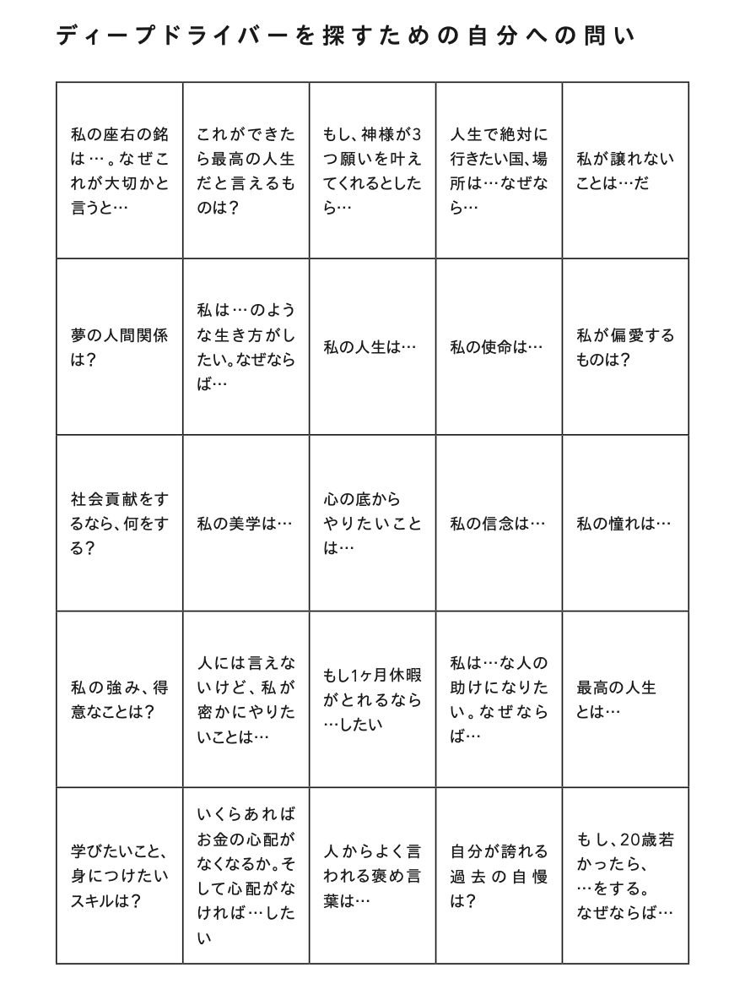 ディープドライバーを探すための自分への問い
私の座右の銘
は…。なぜこ
れが大切かと
言うと…
これができた
ら最高の人生
だと言えるも
のは？
もし、神様が3
つ願いを叶え
てくれるとした
ら…
人生で絶対に
行きたい国、場
所は…なぜな
ら…
私が譲れない
ことは…だ
夢の人間関係
は？
私は…のよう
な生き方がし
たい。なぜなら
ば…
私の人生は…
私の使命は…
私が偏愛する
ものは？
社会貢献をす
るなら、何をす
る？
私の美学は…
心の底から
やりたいこと
は…
私の信念は…
私の憧れは…
私の強み、得
意なことは？
人には言えな
いけど、私が
密かにやりた
いことは…
もし1ヶ月休暇
がとれるなら
…したい
私は…な人の
助けになりた
い。なぜなら
ば…
最高の人生
とは…
学びたいこと、
身につけたい
スキルは？
いくらあれば
お金の心配が
なくなるか。そ
して心配がな
ければ…した
い
人からよく言
われる褒め言
葉は…
自分が誇れる
過去の自慢
は？
もし、20歳若
かったら、
…をする。
なぜならば…